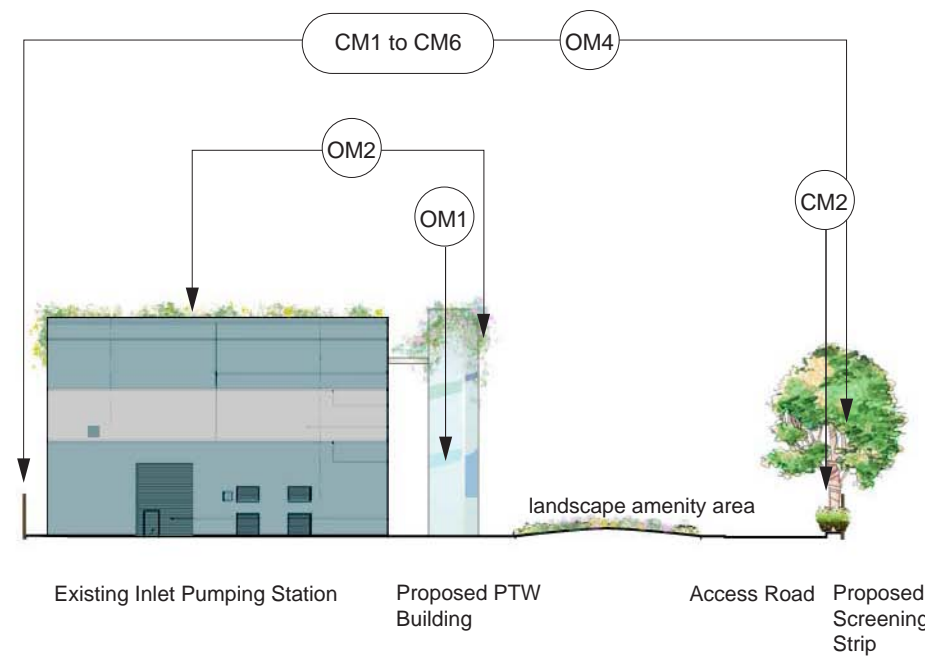 CM1 to CM6
OM4
OM2
CM2
OM1
landscape amenity area
Existing Inlet Pumping Station
Proposed PTW
Building
Access Road
Proposed
Screening
Strip